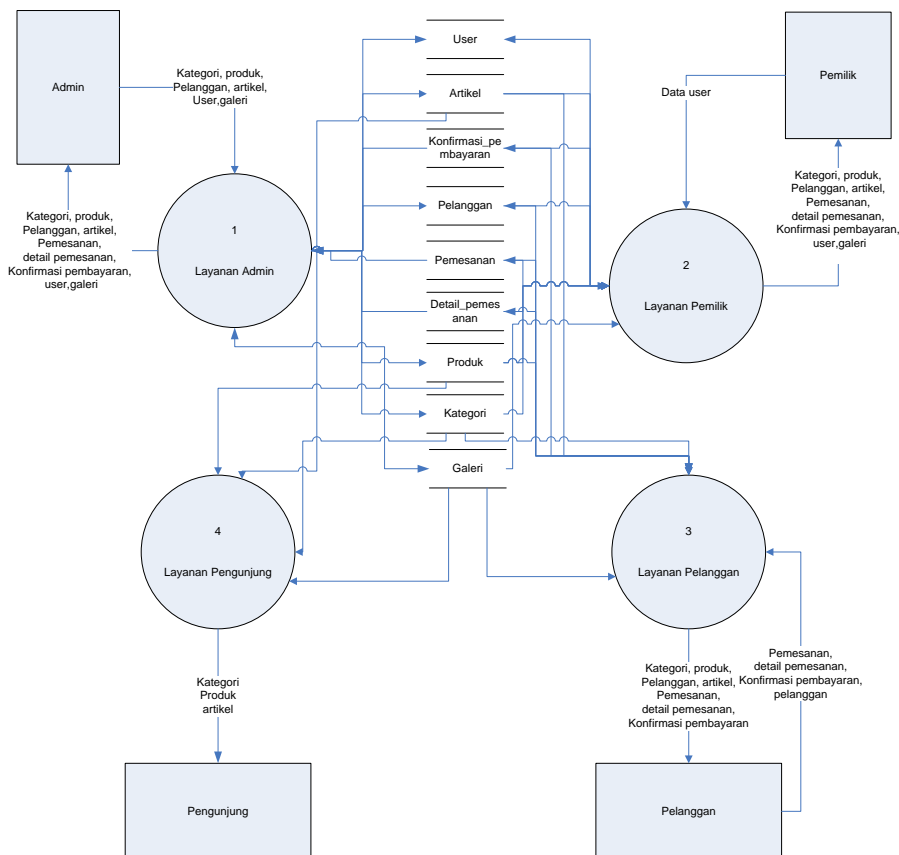 Admin
Kategori, produk,
Pelanggan, artikel,
User,galeri
User
Artikel
Konfirmasi_pe
mbayaran
Pelanggan
Pemesanan
Detail_pemes
anan
Produk
Kategori
Galeri
Data user
Pemilik
Kategori, produk,
Pelanggan, artikel,
Pemesanan,
detail pemesanan,
Konfirmasi pembayaran,
user,galeri
1
Layanan Admin
Kategori, produk,
Pelanggan, artikel,
Pemesanan,
detail pemesanan,
Konfirmasi pembayaran,
user,galeri
2
Layanan Pemilik
4
Layanan Pengunjung
3
Layanan Pelanggan
Kategori
Produk
artikel
Kategori, produk,
Pelanggan, artikel,
Pemesanan,
detail pemesanan,
Konfirmasi pembayaran
Pemesanan,
detail pemesanan,
Konfirmasi pembayaran,
pelanggan
Pengunjung
Pelanggan